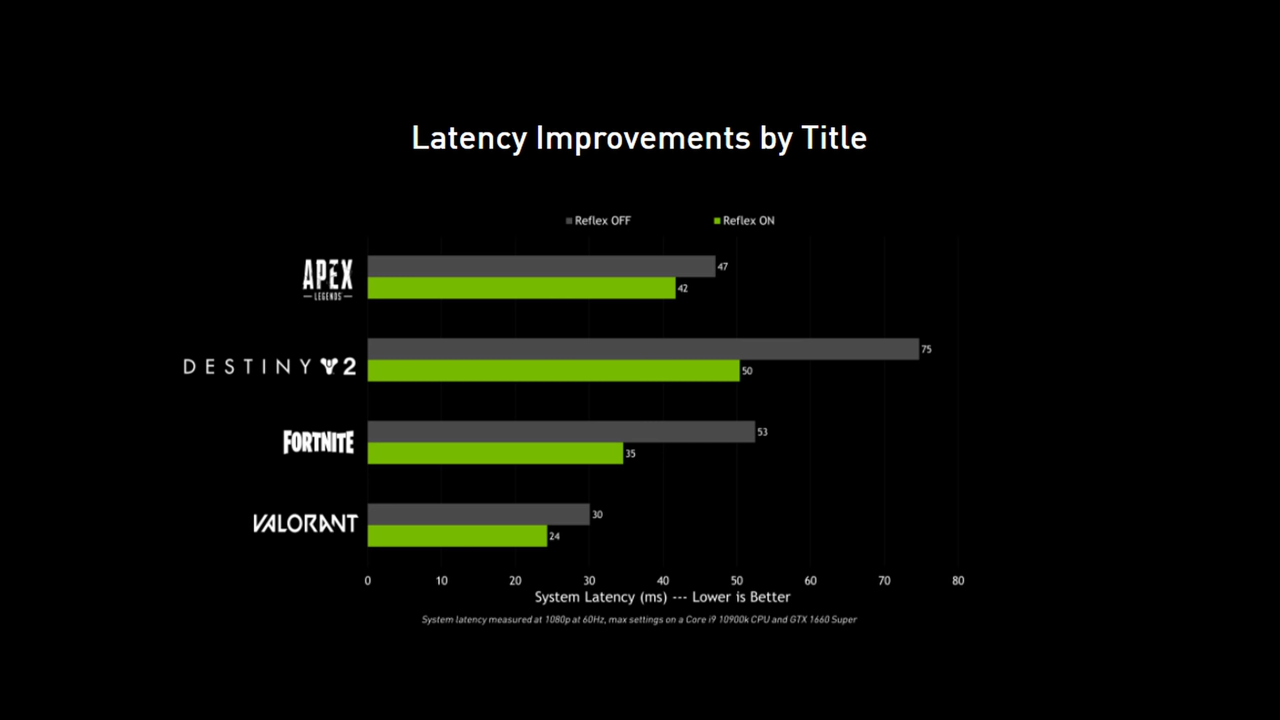 Latency Improvements by Title
Reflex OFF Reflex ON
APEX
LEGENDS
47
42
DESTINY 2
75
50
FORTNITE
53
35
VALORANT
30
24
0 10 20 30 40 50 60 70 80
System Latency (ms) --- Lower is Better
System latency measured at 1080p at 60Hz, max settings on a Core i9 10900k CPU and GTX 1660 Super